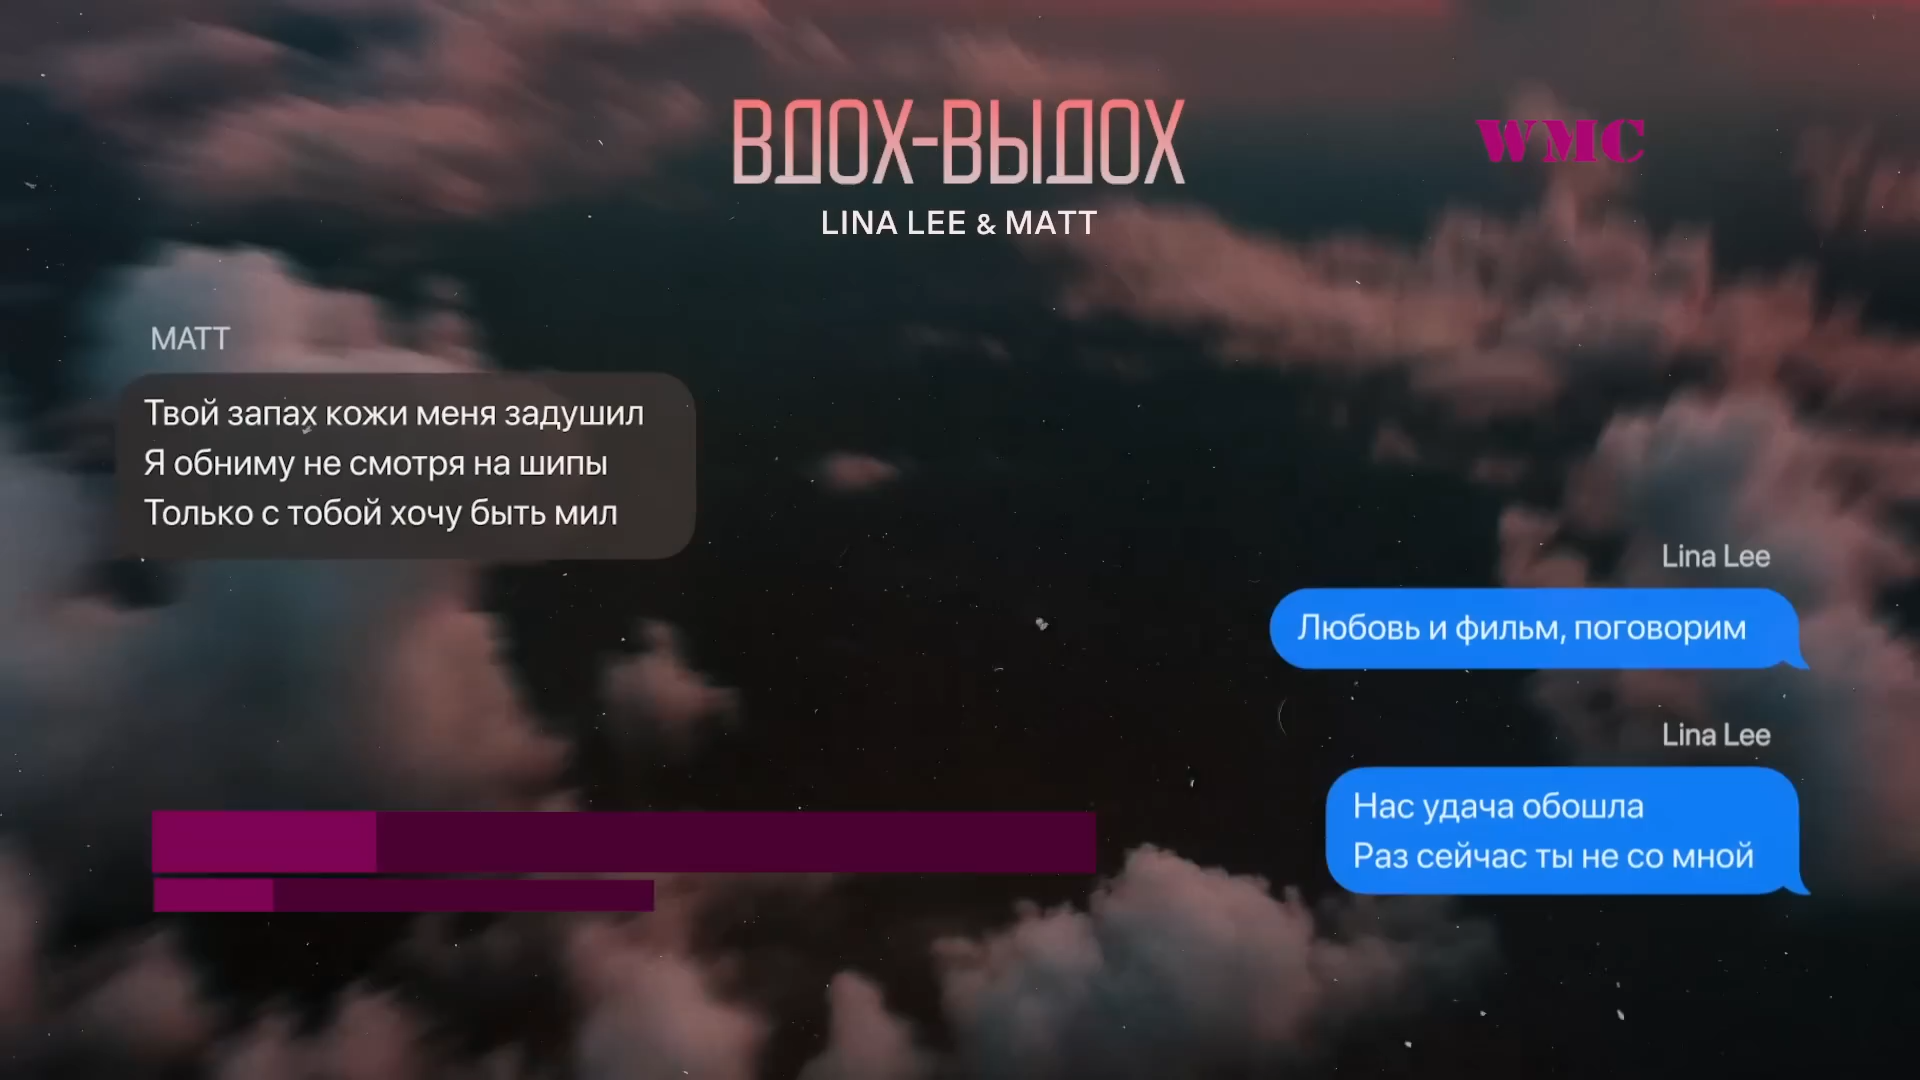 ВДОХ-ВЫДОХ
LINA LEE & MATT
WMC
MATT
Твой запах кожи меня задушил
Я обниму не смотря на шипы
Только с тобой хочу быть мил
Lina Lee
Любовь и фильм, поговорим
Lina Lee
Нас удача обошла
Раз сейчас ты не со мной